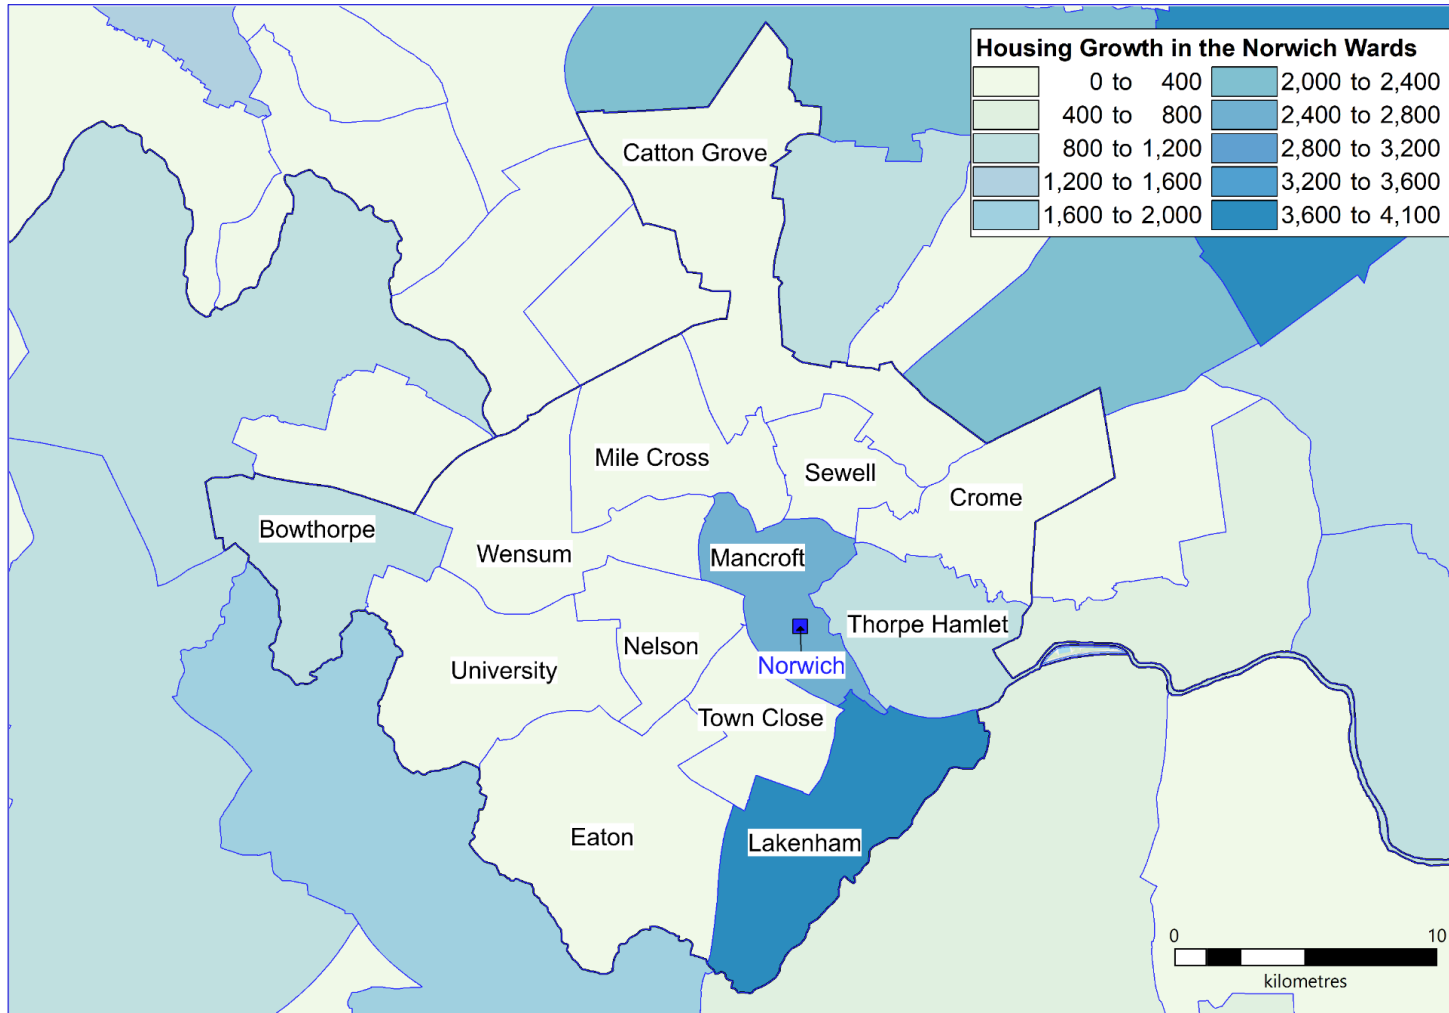 Housing Growth in the Norwich Wards
0 to 400 2,000 to 2,400
400 to 800 2,400 to 2,800
800 to 1,200 2,800 to 3,200
1,200 to 1,600 3,200 to 3,600
1,600 to 2,000 3,600 to 4,100
Catton Grove
Mile Cross
Sewell
Crome
Bowthorpe
Wensum
Mancroft
Thorpe Hamlet
Nelson
University
Norwich
Town Close
Eaton
Lakenham
0 10
kilometres